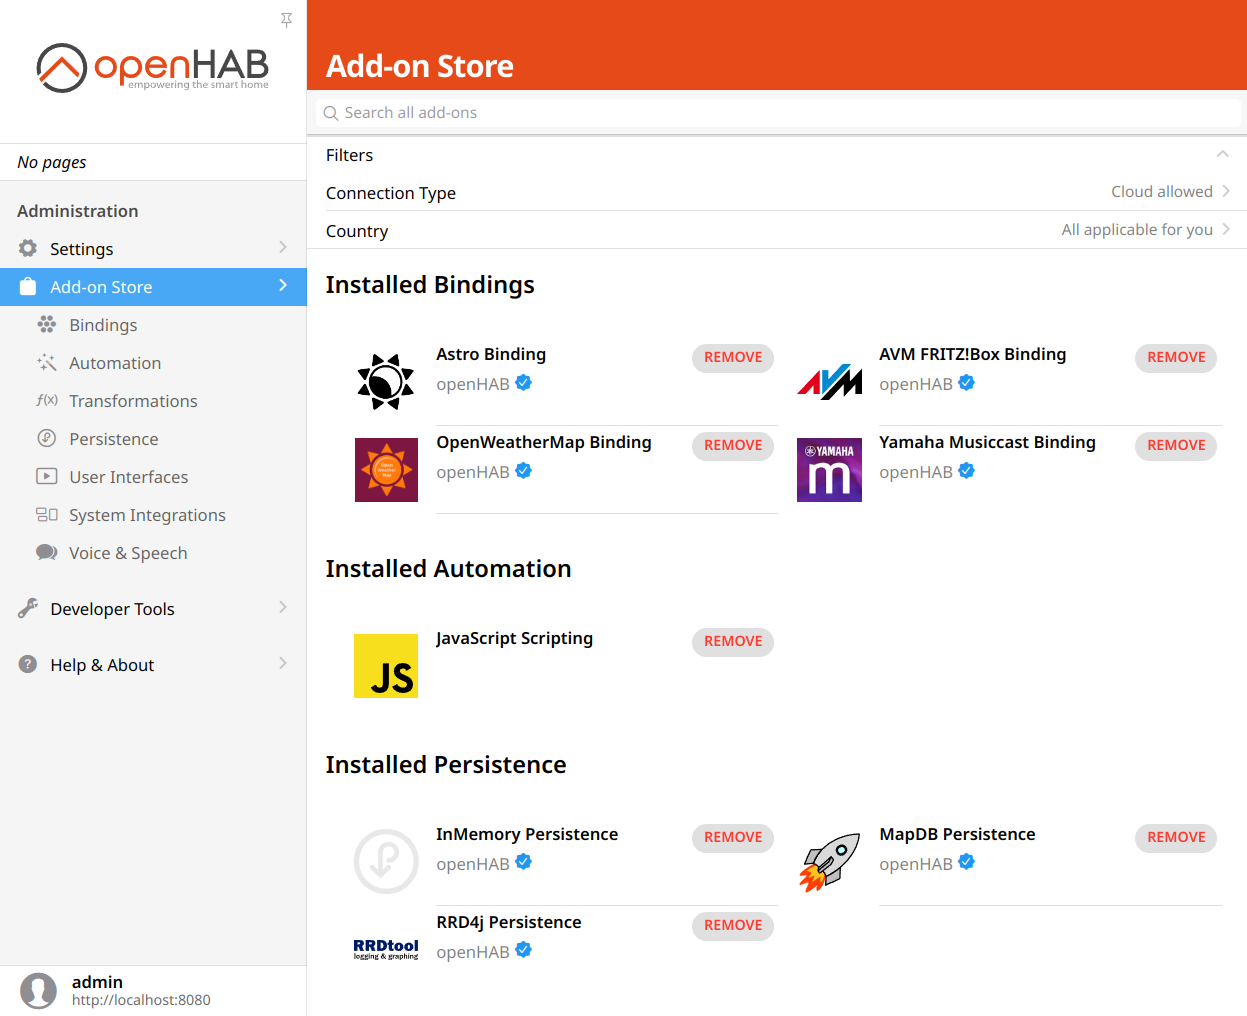 openHAB
empowering the smart home
No pages
Administration
Settings
Add-on Store
Bindings
Automation
f(x) Transformations
Persistence
User Interfaces
System Integrations
Voice & Speech
Developer Tools
? Help & About
admin
http://localhost:8080
Add-on Store
Search all add-ons
Filters
Connection Type Cloud allowed
Country All applicable for you
Installed Bindings
Astro Binding REMOVE
openHAB
AVM
AVM FRITZ!Box Binding REMOVE
openHAB
Open
Weather
Map
OpenWeatherMap Binding REMOVE
openHAB
YAMAHA
m
Yamaha Musiccast Binding REMOVE
openHAB
Installed Automation
JS
JavaScript Scripting REMOVE
Installed Persistence
InMemory Persistence REMOVE
openHAB
MapDB Persistence REMOVE
openHAB
RRDtool
logging & graphing
RRD4j Persistence REMOVE
openHAB